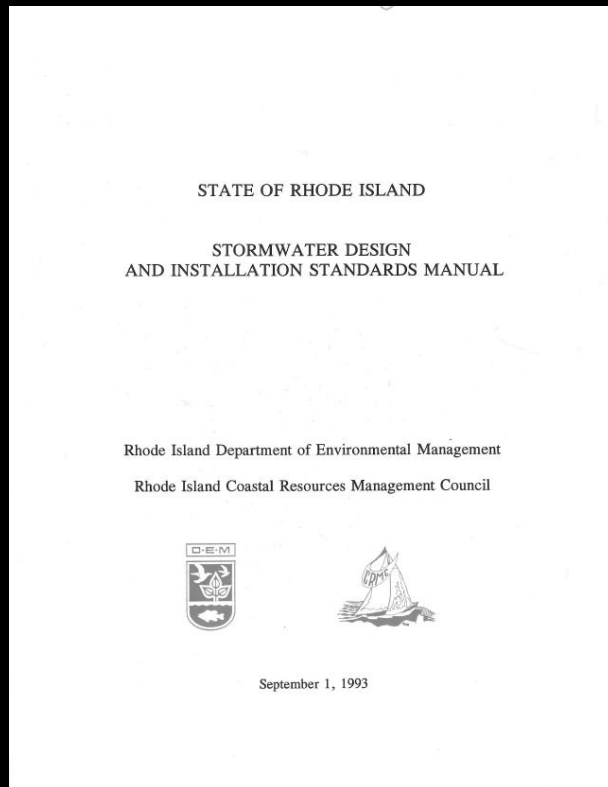 STATE OF RHODE ISLAND
STORMWATER DESIGN
AND INSTALLATION STANDARDS MANUAL
Rhode Island Department of Environmental Management
Rhode Island Coastal Resources Management Council
D·E·M
CRMC
September 1, 1993